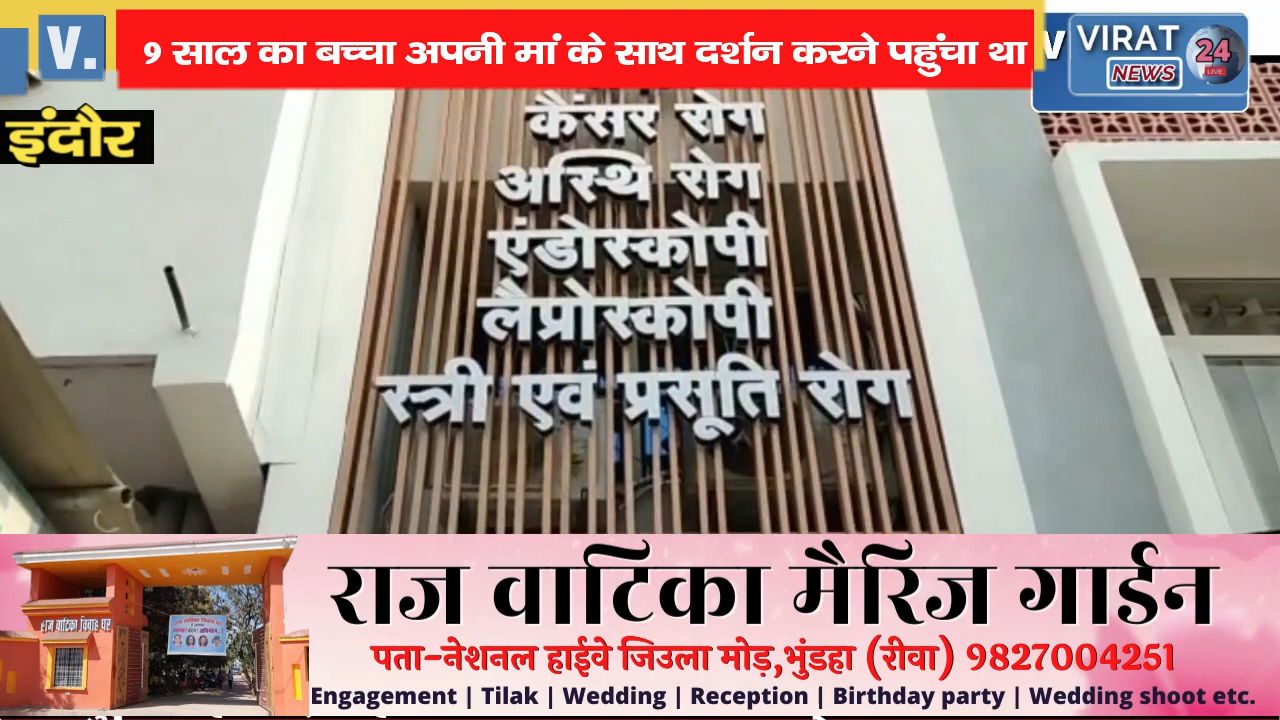 V.
9 साल का बच्चा अपनी मां के साथ दर्शन करने पहुंचा था
V
VIRAT
NEWS
24
LIVE
इंदौर
कैंसर रोग
अस्थि रोग
एंडोस्कोपी
लैप्रोस्कोपी
स्त्री एवं प्रसूति रोग
राज वाटिका विवाह घर
राज वाटिका मैरिज गार्डन
पता-नेशनल हाईवे जिउला मोड़,भुंडहा (रीवा) 9827004251
Engagement | Tilak | Wedding | Reception | Birthday party | Wedding shoot etc.